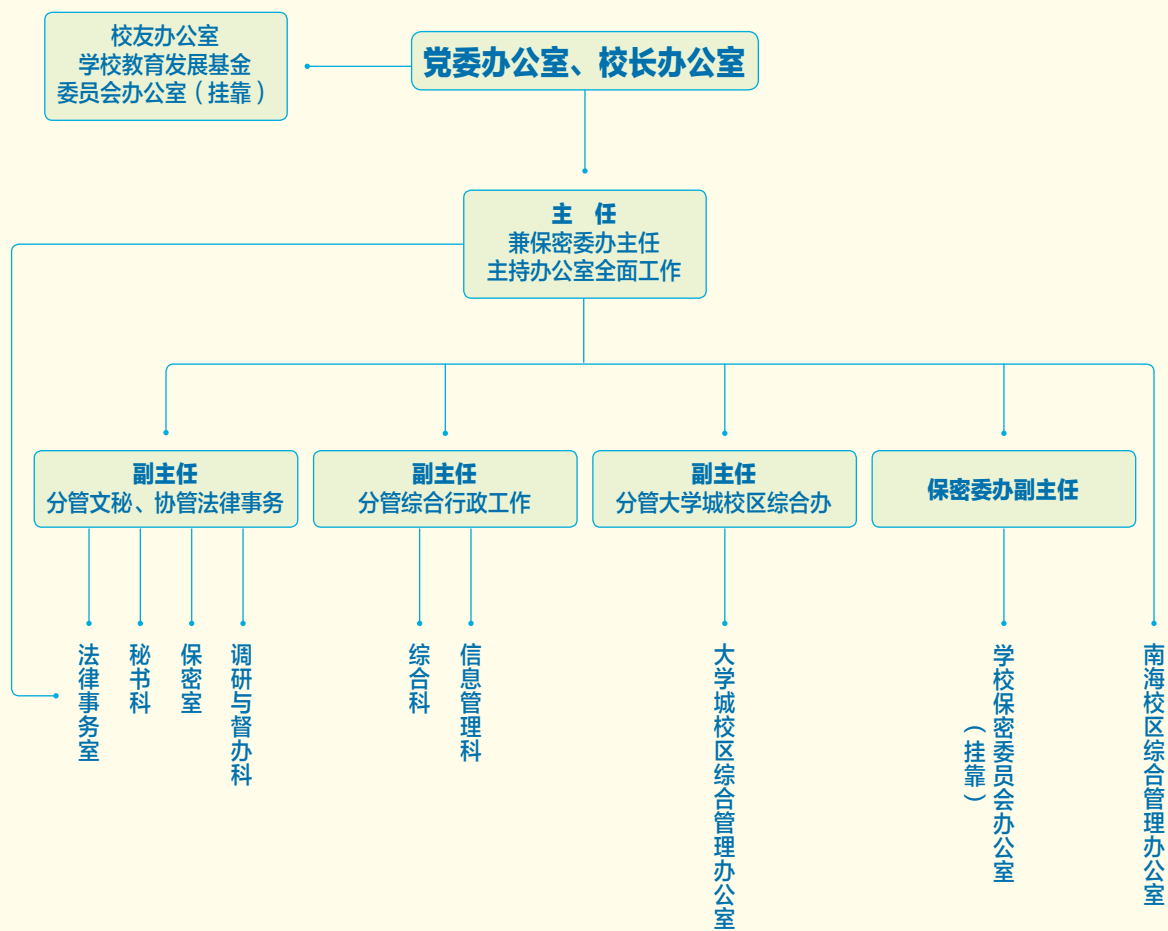 校友办公室
学校教育发展基金
委员会办公室（挂靠）
党委办公室、校长办公室
主 任
兼保密委办主任
主持办公室全面工作
副主任
分管文秘、协管法律事务
副主任
分管综合行政工作
副主任
分管大学城校区综合办
保密委办副主任
法律事务室
秘书科
保密室
调研与督办科
综合科
信息管理科
大学城校区综合管理办公室
学校保密委员会办公室
（挂靠）
南海校区综合管理办公室